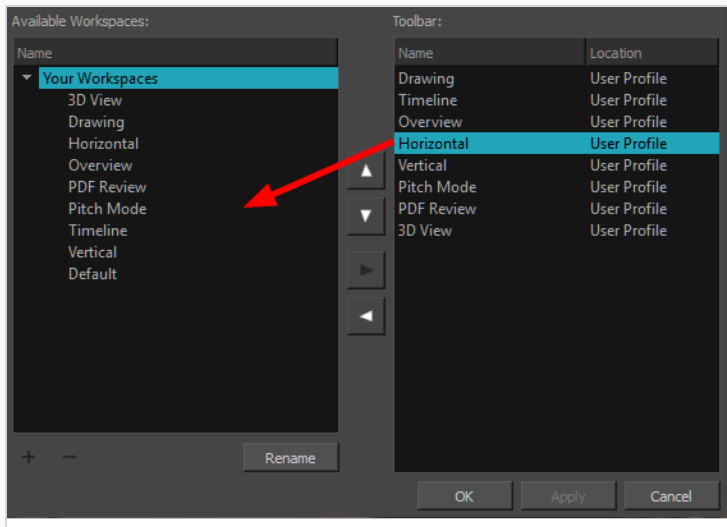 Available Workspaces:
Name
Your Workspaces
3D View
Drawing
Horizontal
Overview
PDF Review
Pitch Mode
Timeline
Vertical
Default
Rename
Toolbar:
Name Location
Drawing User Profile
Timeline User Profile
Overview User Profile
Horizontal User Profile
Vertical User Profile
Pitch Mode User Profile
PDF Review User Profile
3D View User Profile
OK Apply Cancel